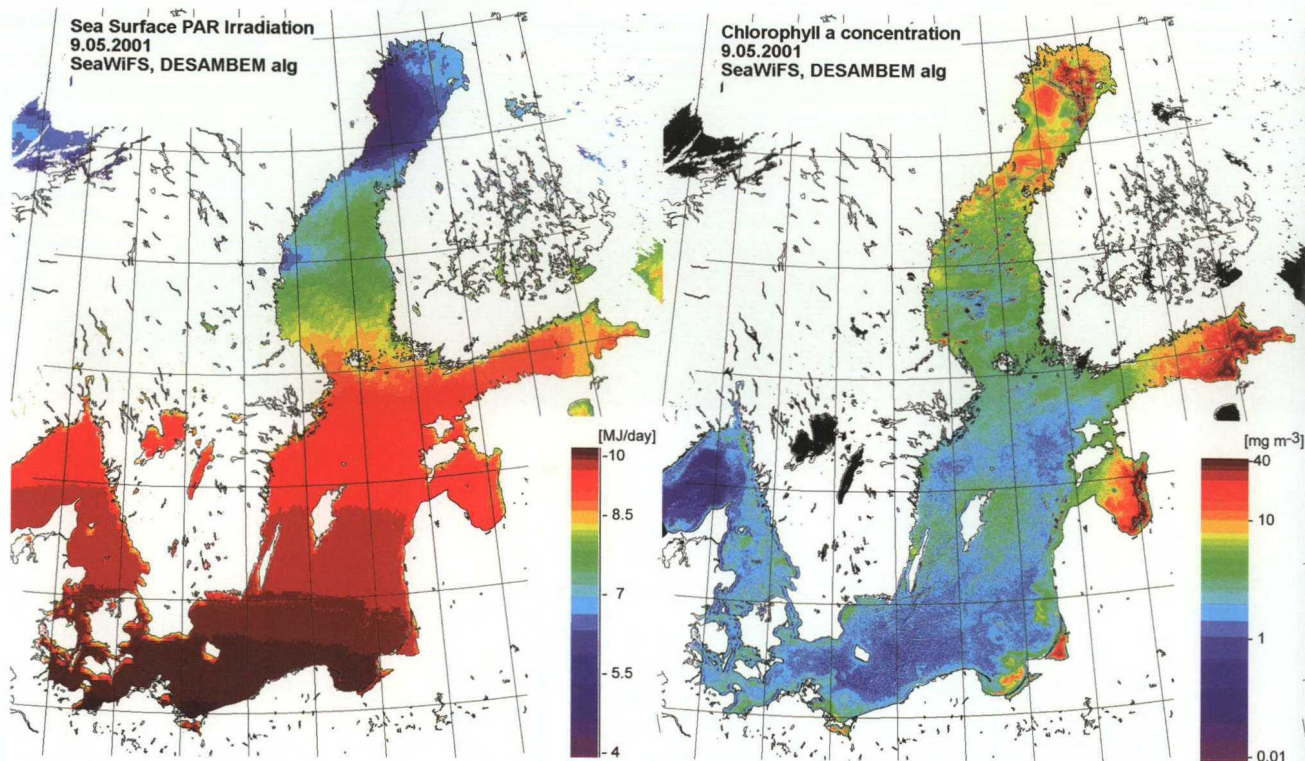 Sea Surface PAR Irradiation
9.05.2001
SeaWiFS, DESAMBEM alg
[MJ/day]
10
8.5
7
5.5
4
Chlorophyll a concentration
9.05.2001
SeaWiFS, DESAMBEM alg
[mg m-3]
40
10
1
0.01